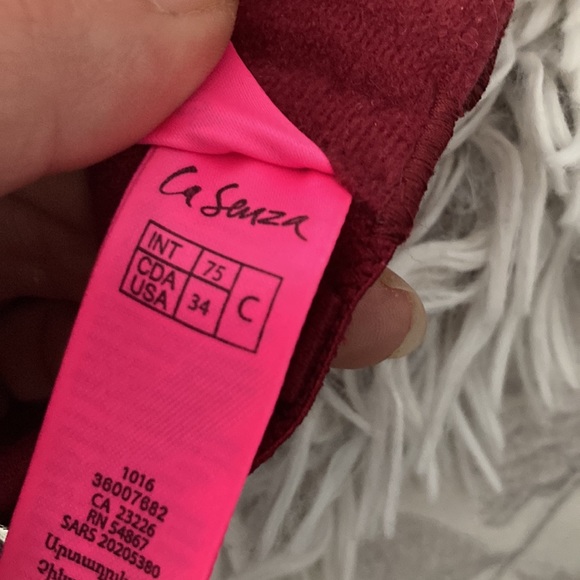 La Senza
INT 75 C
CDA
USA 34
1016
36007682
CA 23226
RN 54867
SARS 20205380